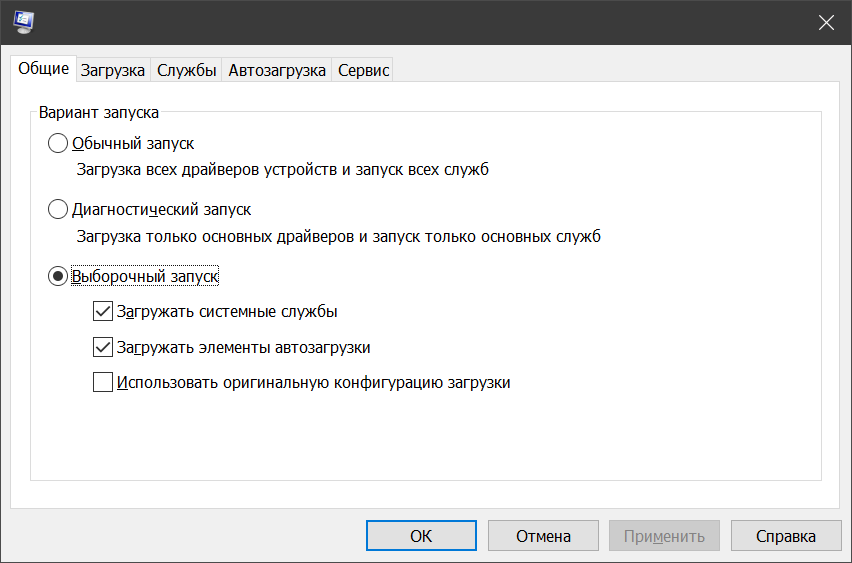 Общие Загрузка Службы Автозагрузка Сервис
Вариант запуска
Обычный запуск
Загрузка всех драйверов устройств и запуск всех служб
Диагностический запуск
Загрузка только основных драйверов и запуск только основных служб
Выборочный запуск
Загружать системные службы
Загружать элементы автозагрузки
Использовать оригинальную конфигурацию загрузки
ОК Отмена Применить Справка